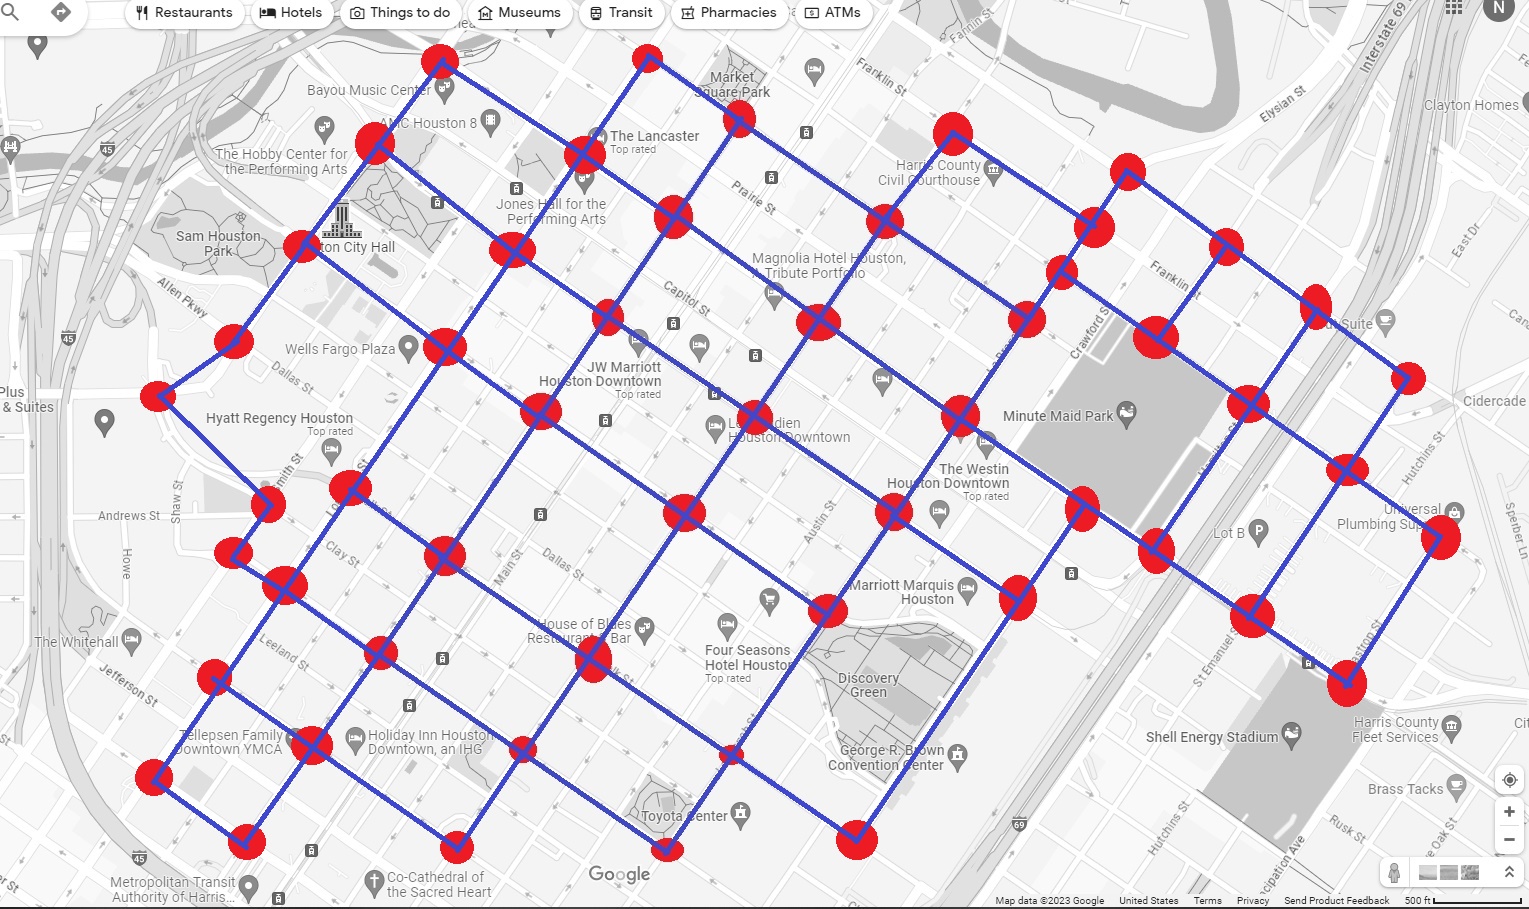 Restaurants
Hotels
Things to do
Museums
Transit
Pharmacies
ATMs
N
Fannin St
Interstate 69
Bayou Music Center
Market
Square Park
Franklin St
Elysian St
Clayton Homes
AMC Houston 8
The Lancaster
Top rated
45
The Hobby Center for
the Performing Arts
Harris County
Civil Courthouse
Prairie St
Jones Hall for the
Performing Arts
Sam Houston
Park
ton City Hall
East Dr
Magnolia Hotel Houston,
A Tribute Portfolio
Franklin St
Allen Pkwy
Capitol St
Crawford St
Suite
45
Wells Fargo Plaza
JW Marriott
Houston Downtown
Top rated
Dallas St
Plus
& Suites
Cidercade
Hyatt Regency Houston
Top rated
Minute Maid Park
Houston Downtown
Hamilton St
Hutchins St
The Westin
Houston Downtown
Top rated
Smith St
Shaw St
Andrews St
Austin St
Universal
Plumbing Sup
Sperber Ln
Lot B
P
Howe
Clay St
Main St
Dallas St
Marriott Marquis
Houston
The Whitehall
House of Blues
Restaurant & Bar
Leeland St
Four Seasons
Hotel Houston
Top rated
St Emanuel St
Jefferson St
Discovery
Green
Tellepsen Family
Downtown YMCA
Holiday Inn Houston
Downtown, an IHG
George R. Brown
Convention Center
Shell Energy Stadium
Harris County
Fleet Services
Brass Tacks
Toyota Center
69
Hutchins St
Rusk St
45
Metropolitan Transit
Authority of Harris...
Co-Cathedral of
the Sacred Heart
Google
Map data ©2023 Google
United States
Terms
Privacy
Send Product Feedback
500 ft